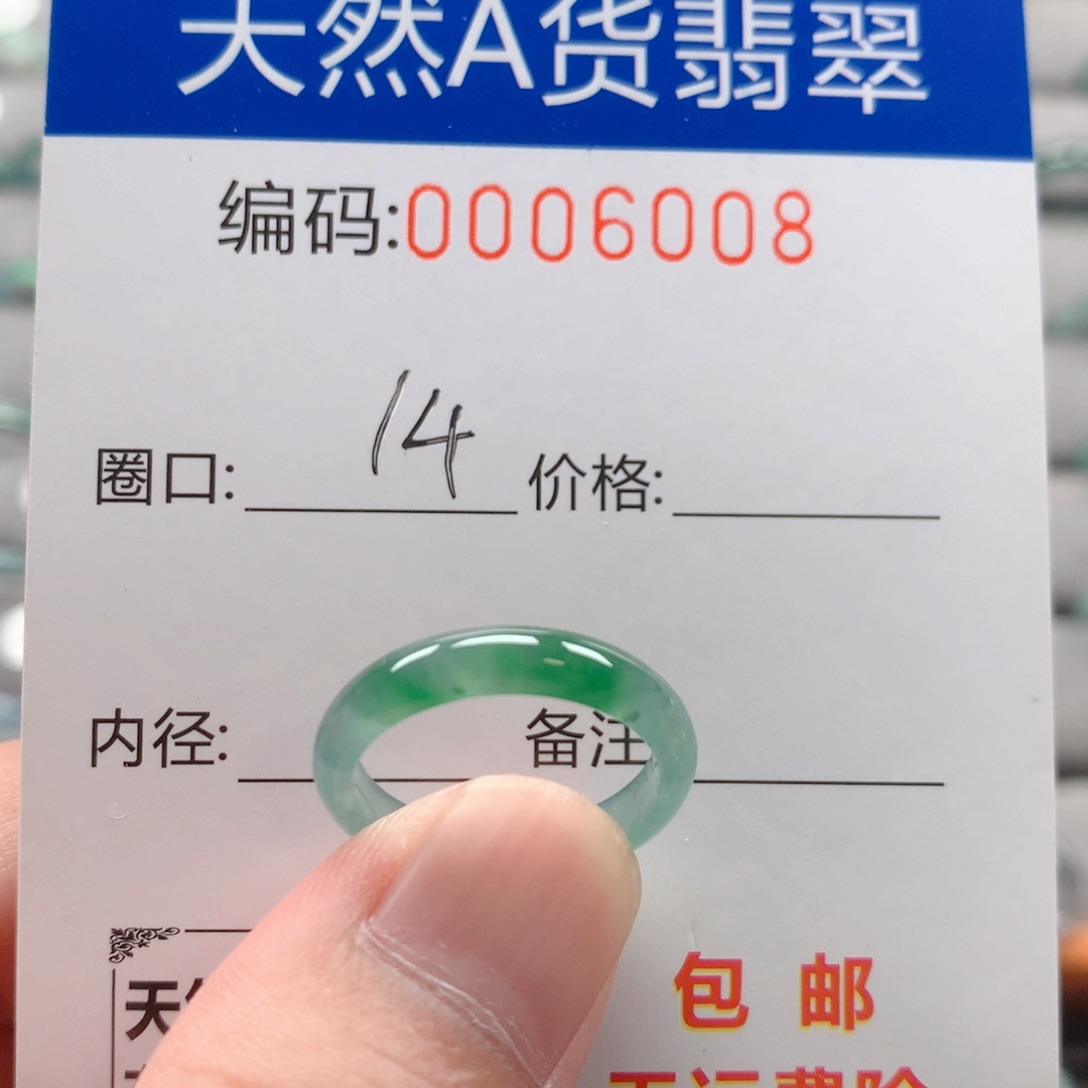 天然A货翡翠
编码:0006008
圈口: 14 价格:
内径: 备注
天
包 邮